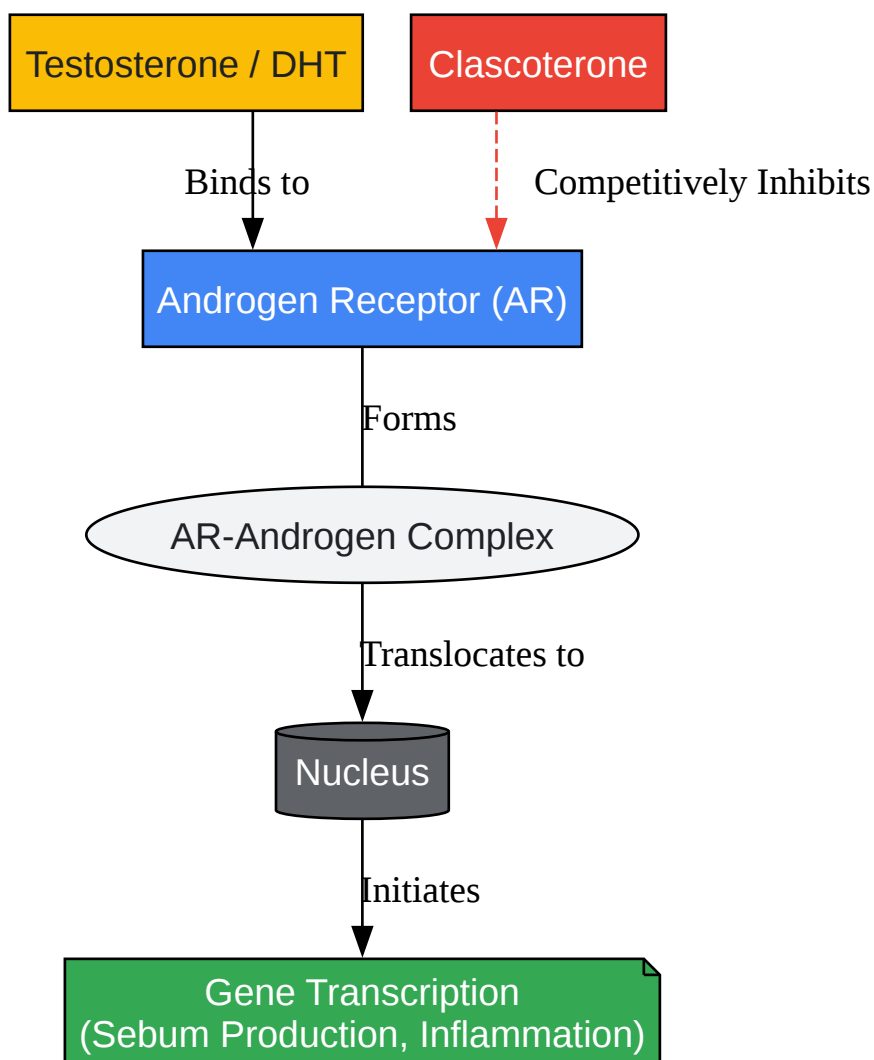 Testosterone / DHT
Clascoterone
Binds to
Competitively Inhibits
Androgen Receptor (AR)
Forms
AR-Androgen Complex
Translocates to
Nucleus
Initiates
Gene Transcription
(Sebum Production, Inflammation)